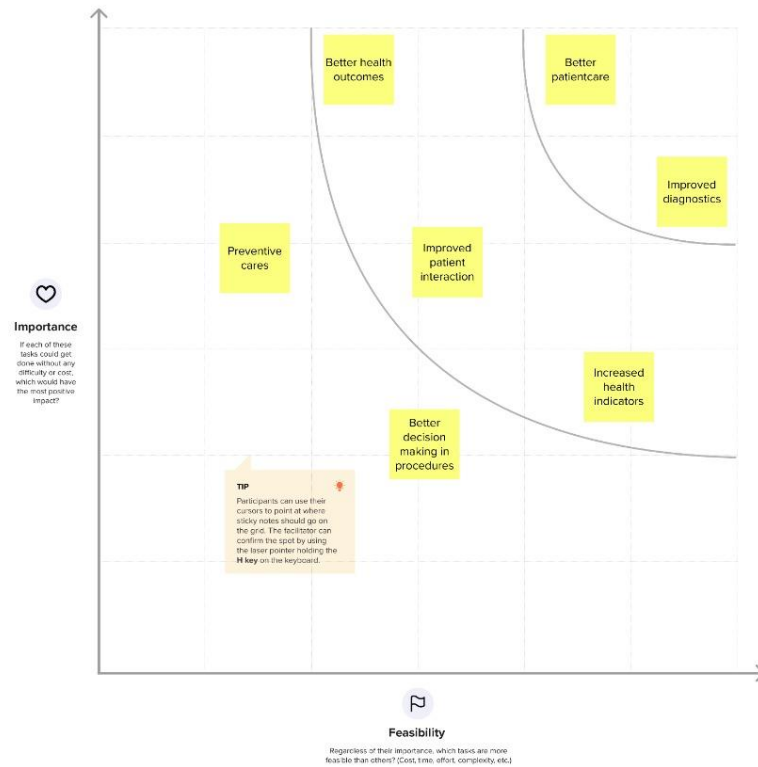 Better health
outcomes
Better
patientcare
Improved
diagnostics
Preventive
cares
Improved
patient
interaction
Importance
If each of these
tasks could get
done without any
difficulty or cost,
which would have
the most positive
impact?
Increased
health
indicators
Better
decision
making in
procedures
TIP
Participants can use their
cursors to point at where
sticky notes should go on
the grid. The facilitator can
confirm the spot by using
the laser pointer holding the
H key on the keyboard.
Feasibility
Regardless of their importance, which tasks are more
feasible than others? (Cost, time, effort, complexity, etc.)